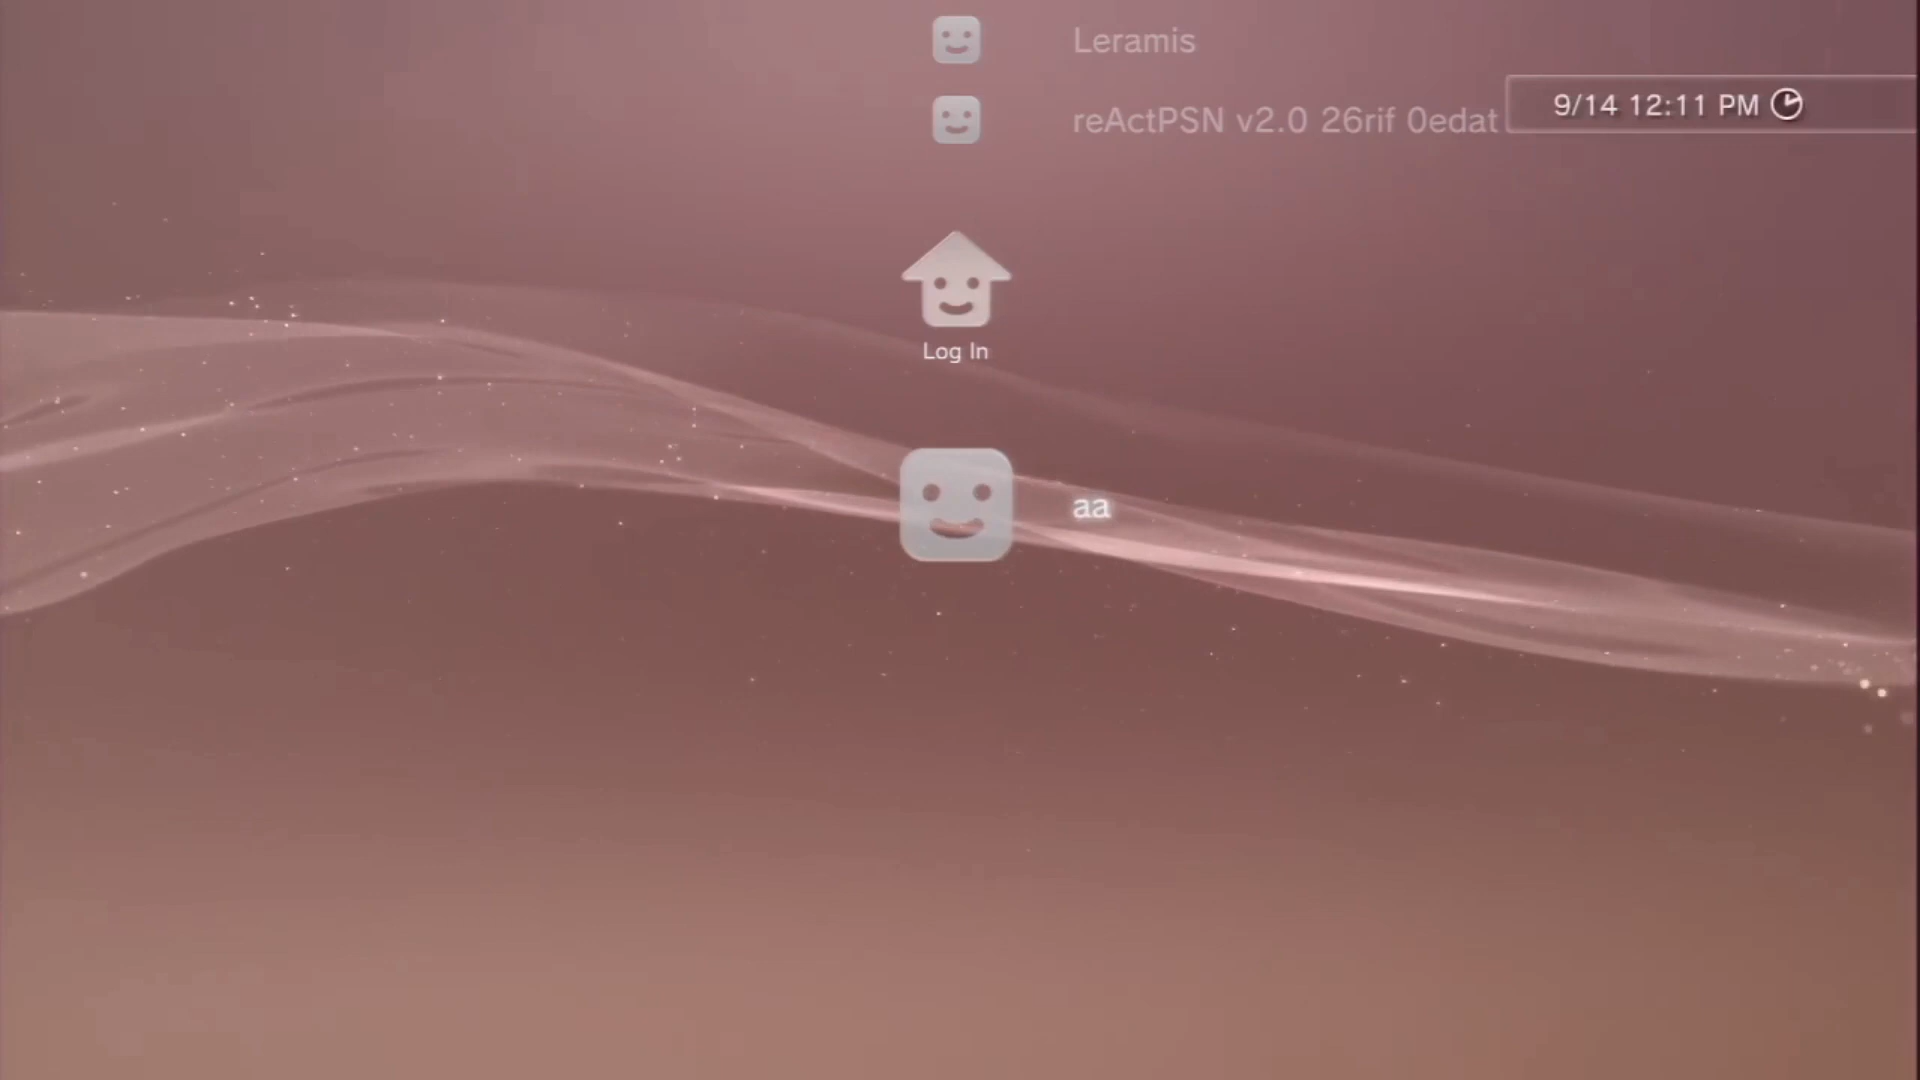 Leramis
reActPSN v2.0 26rif 0edat
9/14 12:11 PM
Log In
aa